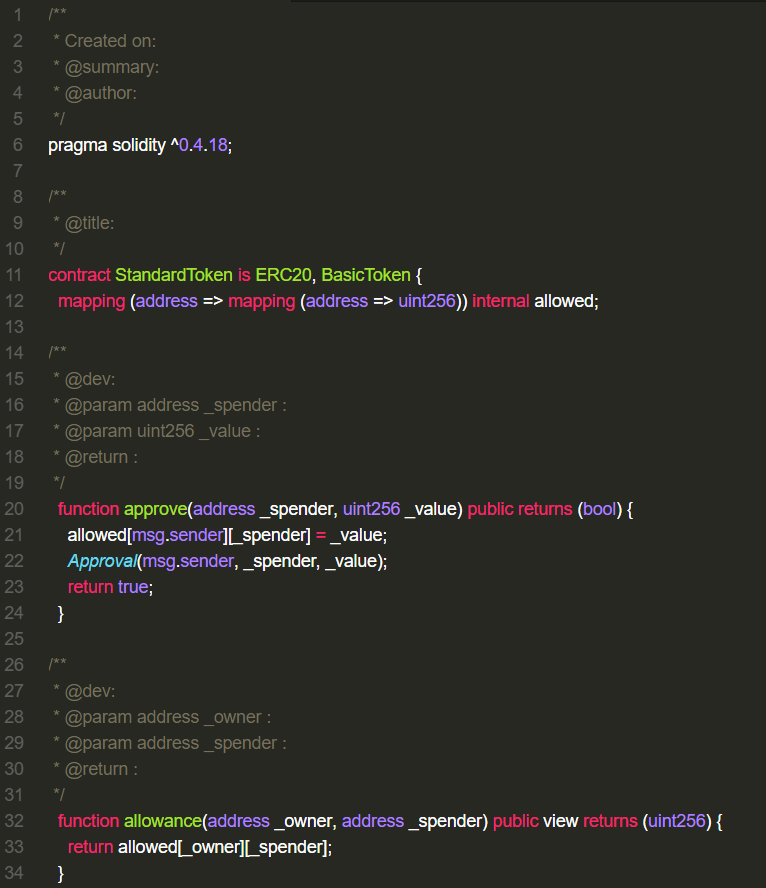 1 /**
2 * Created on:
3 * @summary:
4 * @author:
5 */
6 pragma solidity ^0.4.18;
7
8 /**
9 * @title:
10 */
11 contract StandardToken is ERC20, BasicToken {
12 mapping (address => mapping (address => uint256)) internal allowed;
13
14 /**
15 * @dev:
16 * @param address _spender :
17 * @param uint256 _value :
18 * @return :
19 */
20 function approve(address _spender, uint256 _value) public returns (bool) {
21 allowed[msg.sender][_spender] = _value;
22 Approval(msg.sender, _spender, _value);
23 return true;
24 }
25
26 /**
27 * @dev:
28 * @param address _owner :
29 * @param address _spender :
30 * @return :
31 */
32 function allowance(address _owner, address _spender) public view returns (uint256) {
33 return allowed[_owner][_spender];
34 }